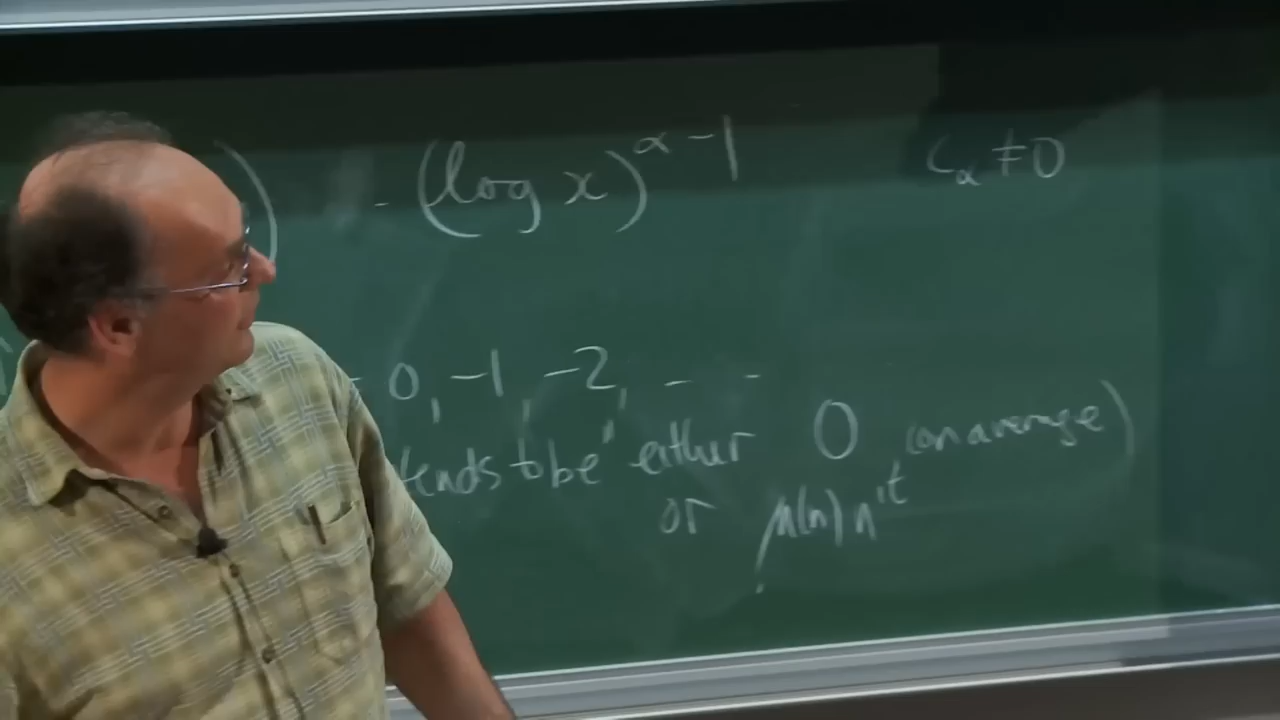 ) - (log x)^{α-1} c_α ≠ 0
0, -1, -2, - -
tends to be either 0 (on average)
or μ(n) n^{it}